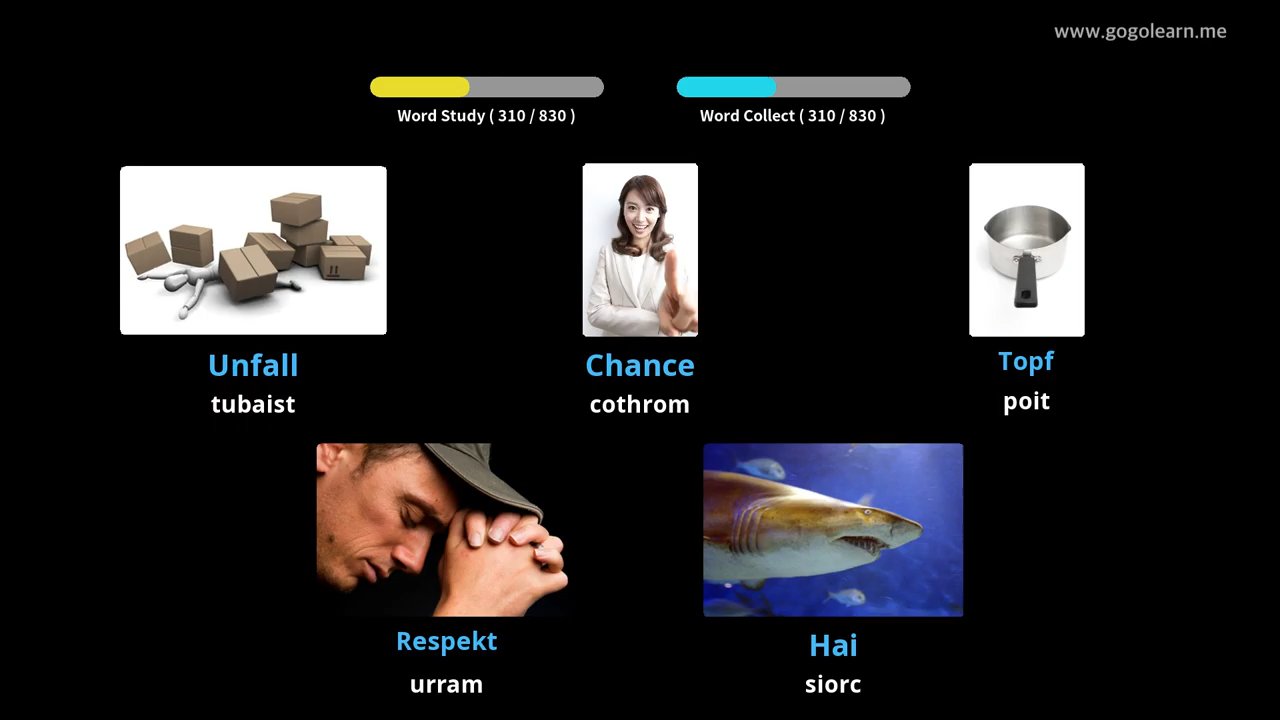 www.gogolearn.me
Word Study ( 310 / 830 )
Word Collect ( 310 / 830 )
Unfall
tubaist
Chance
cothrom
Topf
poit
Respekt
urram
Hai
siorc